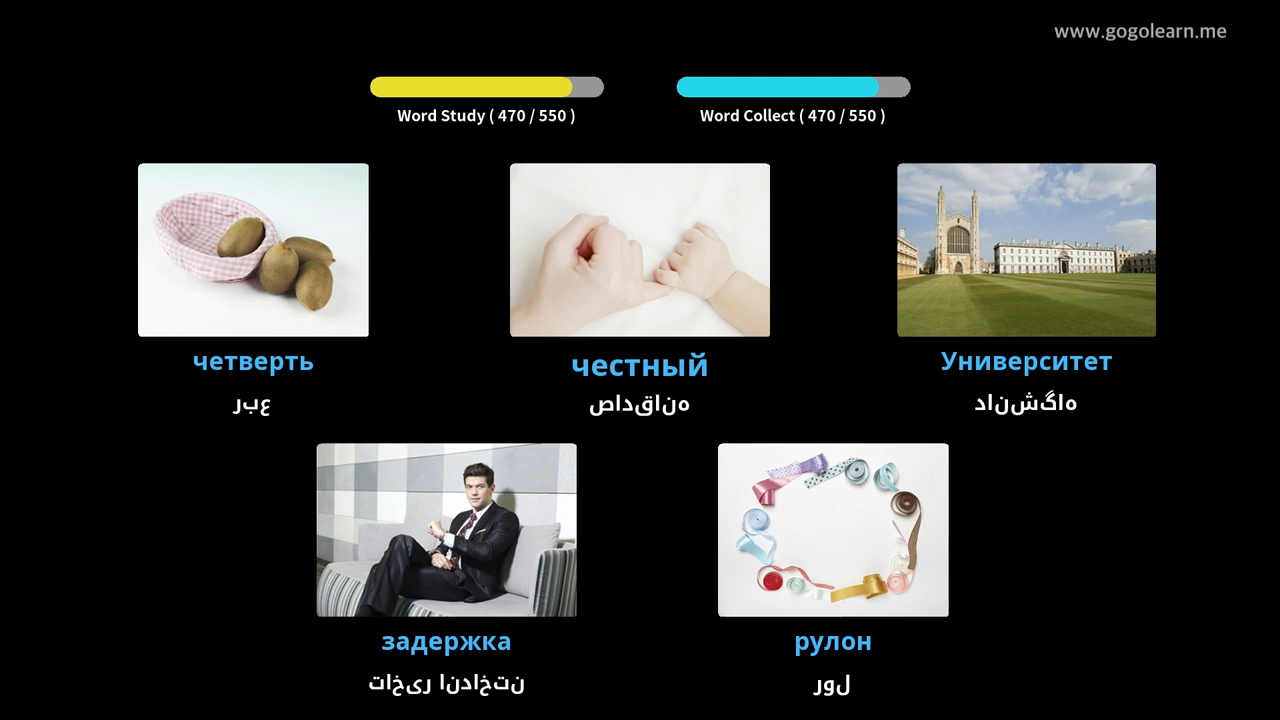 www.gogolearn.me
Word Study ( 470 / 550 )
Word Collect ( 470 / 550 )
четверть
честный
Университет
ربع
صادقانه
دانشگاه
задержка
рулон
تاخیر انداختن
رول